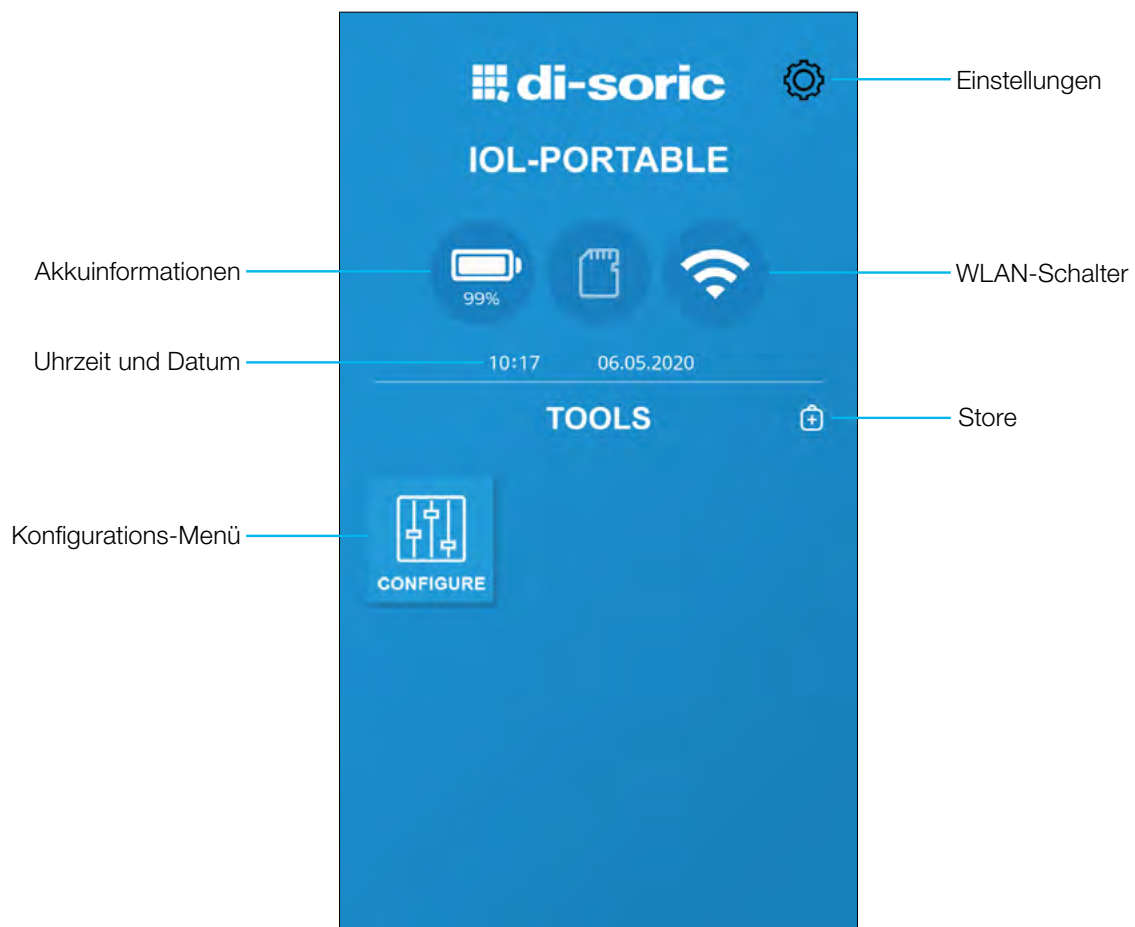 di-soric
Einstellungen
IOL-PORTABLE
Akkuinformationen
99%
WLAN-Schalter
Uhrzeit und Datum
10:17 06.05.2020
TOOLS
Store
Konfigurations-Menü
CONFIGURE